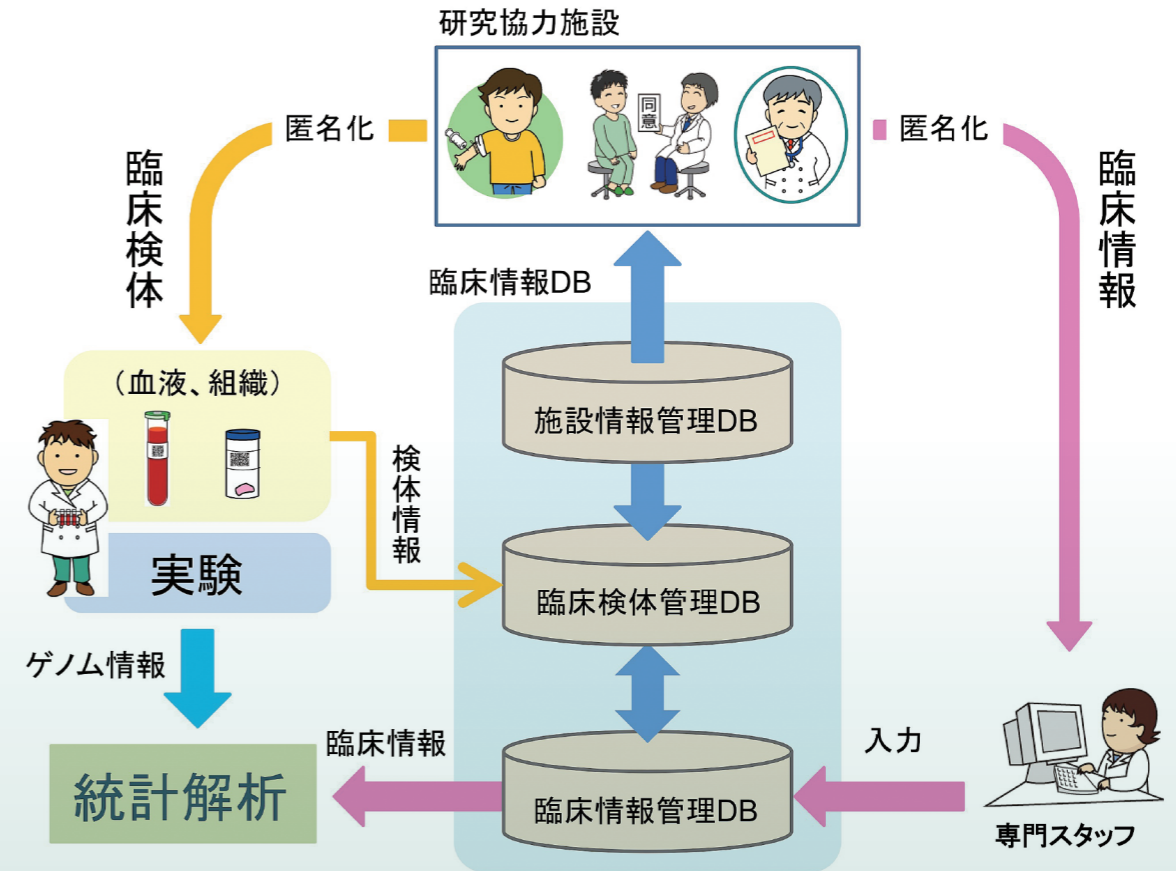 研究協力施設
同意
匿名化
匿名化
臨床検体
臨床情報
臨床情報DB
(血液、組織)
施設情報管理DB
検体情報
実験
臨床検体管理DB
ゲノム情報
臨床情報
入力
統計解析
臨床情報管理DB
専門スタッフ